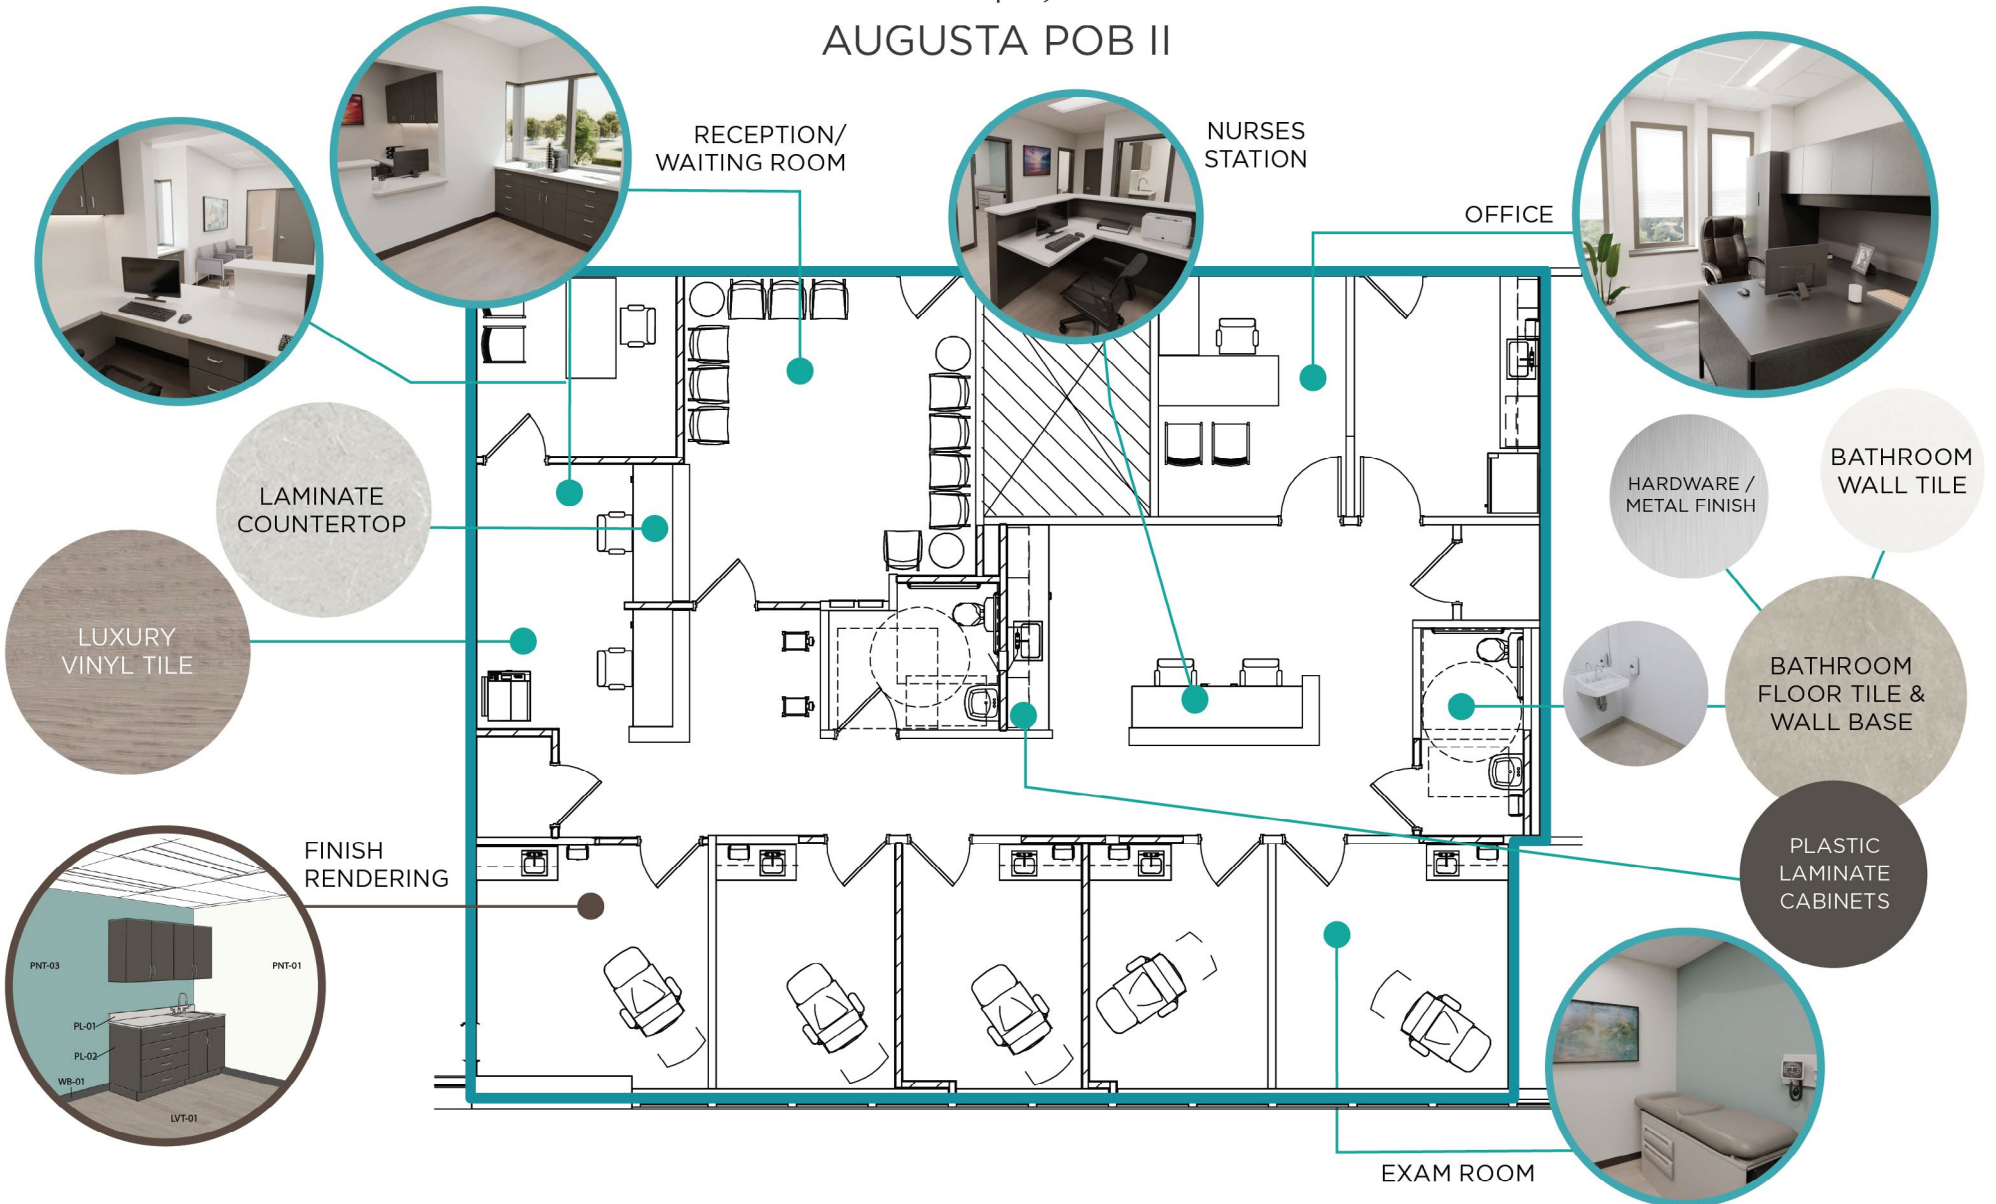 AUGUSTA POB II
RECEPTION/
WAITING ROOM
NURSES
STATION
OFFICE
LAMINATE
COUNTERTOP
HARDWARE /
METAL FINISH
BATHROOM
WALL TILE
LUXURY
VINYL TILE
BATHROOM
FLOOR TILE &
WALL BASE
PLASTIC
LAMINATE
CABINETS
FINISH
RENDERING
PNT-03
PNT-01
PL-01
PL-02
WB-01
LVT-01
EXAM ROOM